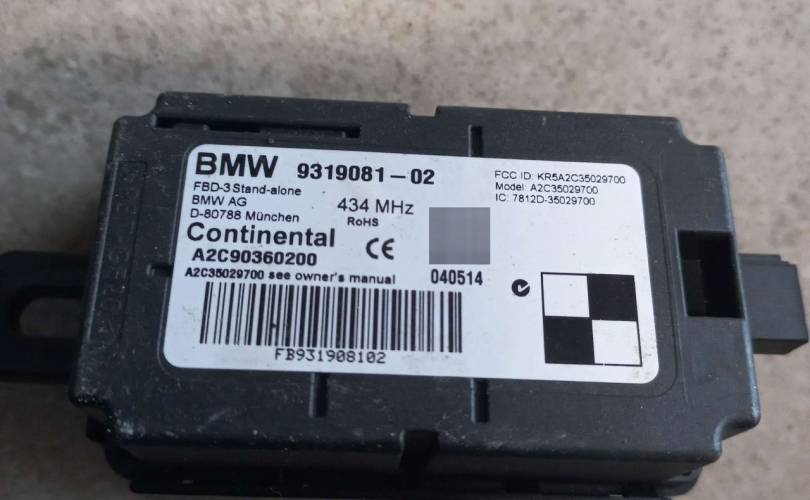 BMW 9319081-02
FBD-3 Stand-alone
BMW AG
D-80788 München
434 MHz
RoHS
FCC ID: KR5A2C35029700
Model: A2C35029700
IC: 7812D-35029700
Continental
CE
A2C90360200
A2C35029700 see owner's manual
040514
FB931908102